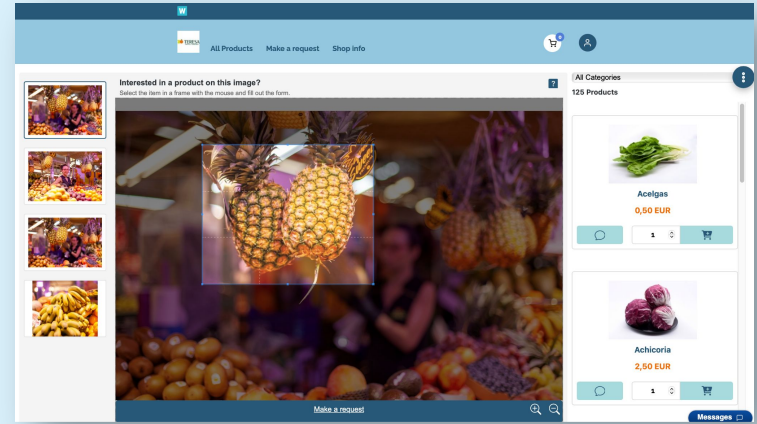 W
TERESA
All Products Make a request Shop info
0
Interested in a product on this image?
Select the item in a frame with the mouse and fill out the form.
?
All Categories
125 Products
Acelgas
0,50 EUR
1
Achicoria
2,50 EUR
1
Make a request
Messages